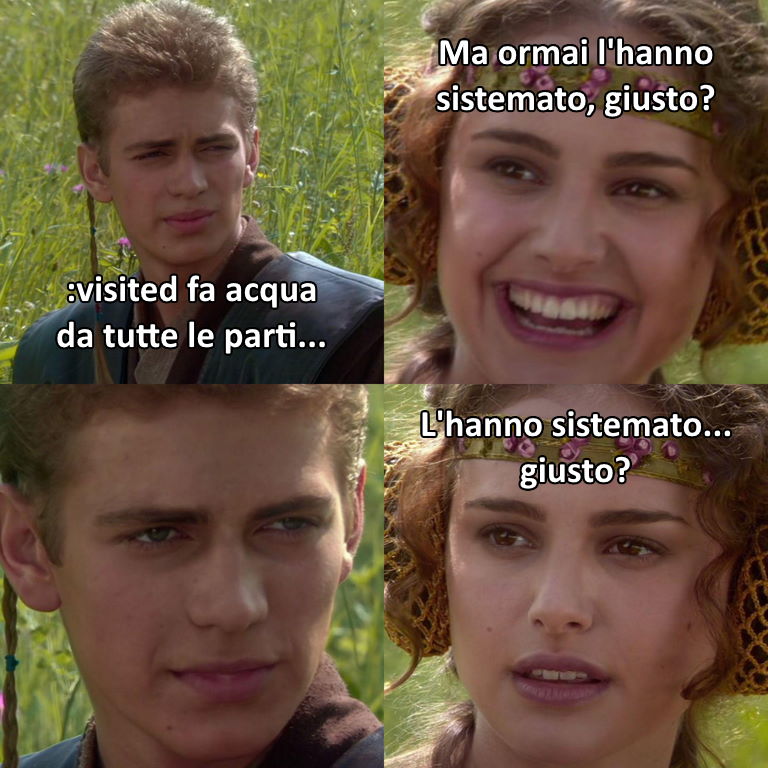 :visited fa acqua
da tutte le parti...
Ma ormai l'hanno
sistemato, giusto?
L'hanno sistemato...
giusto?